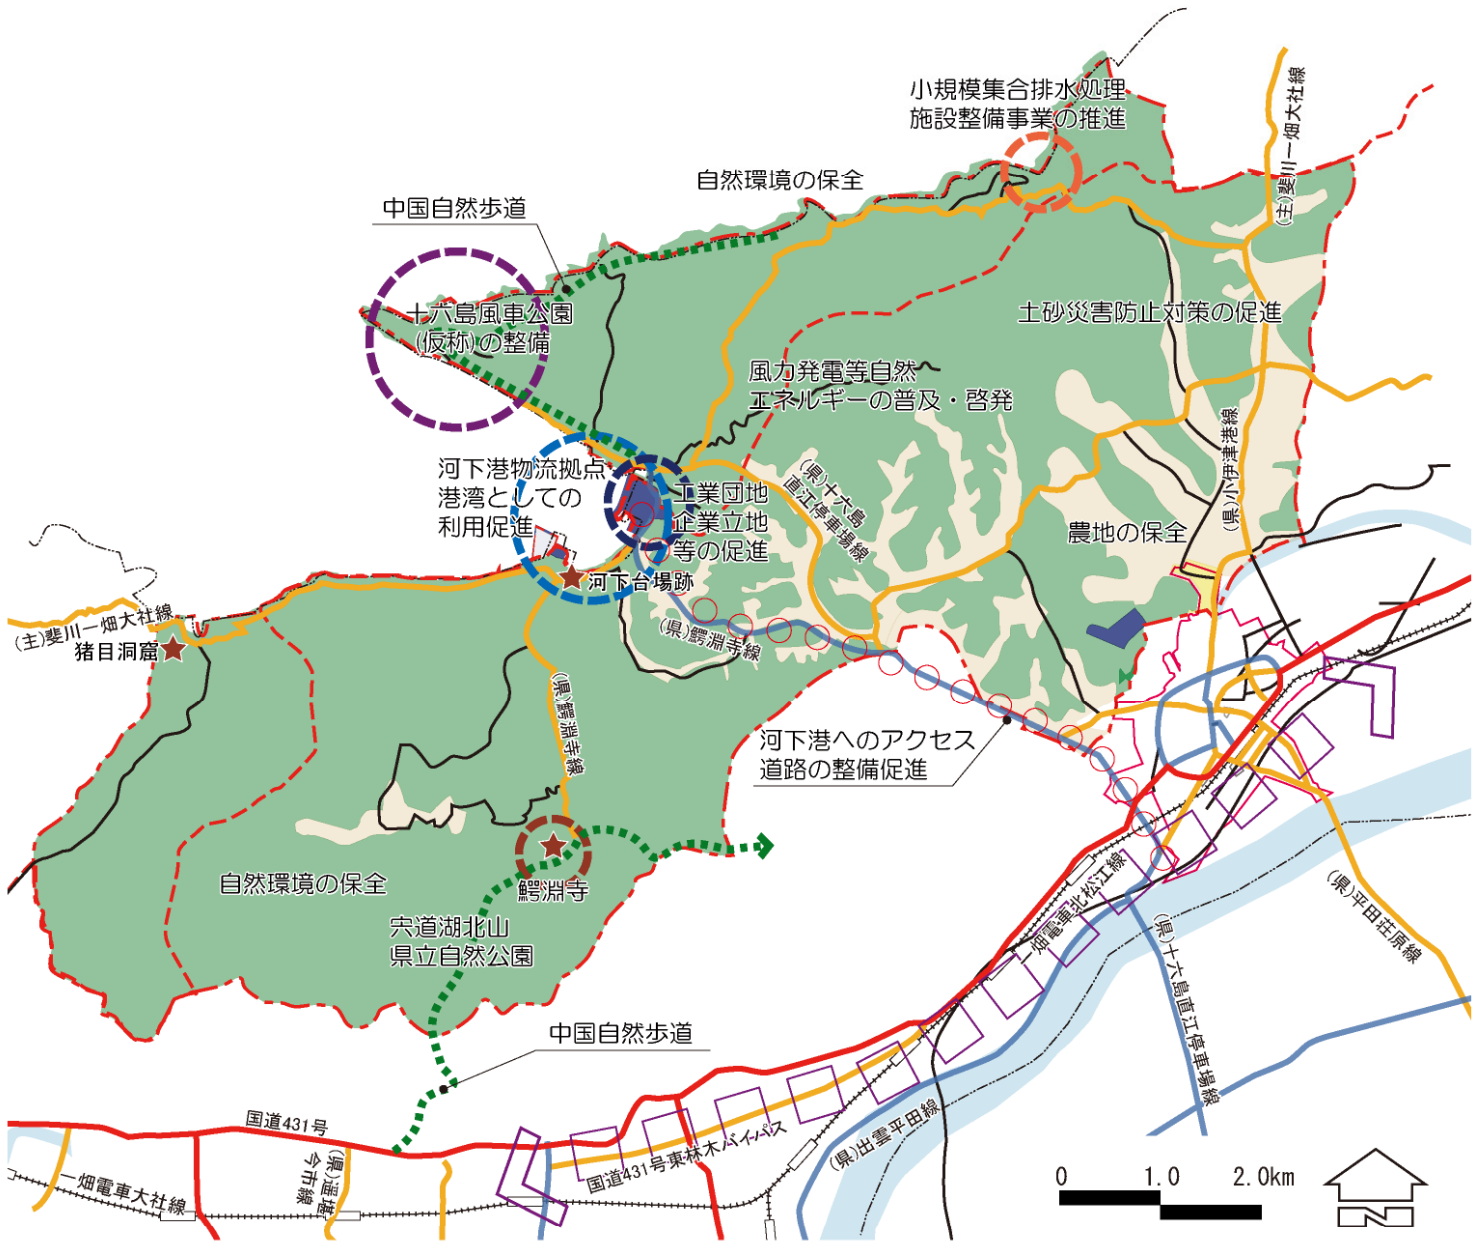 小規模集合排水処理
施設整備事業の推進
(主)斐川一畑大社線
自然環境の保全
中国自然歩道
十六島風車公園
(仮称)の整備
土砂災害防止対策の促進
風力発電等自然
エネルギーの普及・啓発
(県)小伊津港線
河下港物流拠点
港湾としての
利用促進
工業団地
企業立地
等の促進
(県)十六島
直江停車場線
農地の保全
河下台場跡
(主)斐川一畑大社線
猪目洞窟
(県)鰐淵寺線
(県)鰐淵寺線
河下港へのアクセス
道路の整備促進
自然環境の保全
鰐淵寺
宍道湖北山
県立自然公園
一畑電車北松江線
(県)平田荘原線
(県)十六島直江停車場線
中国自然歩道
国道431号
(県)遥堪
今市線
一畑電車大社線
国道431号東林木バイパス
(県)出雲平田線
0 1.0 2.0km
N